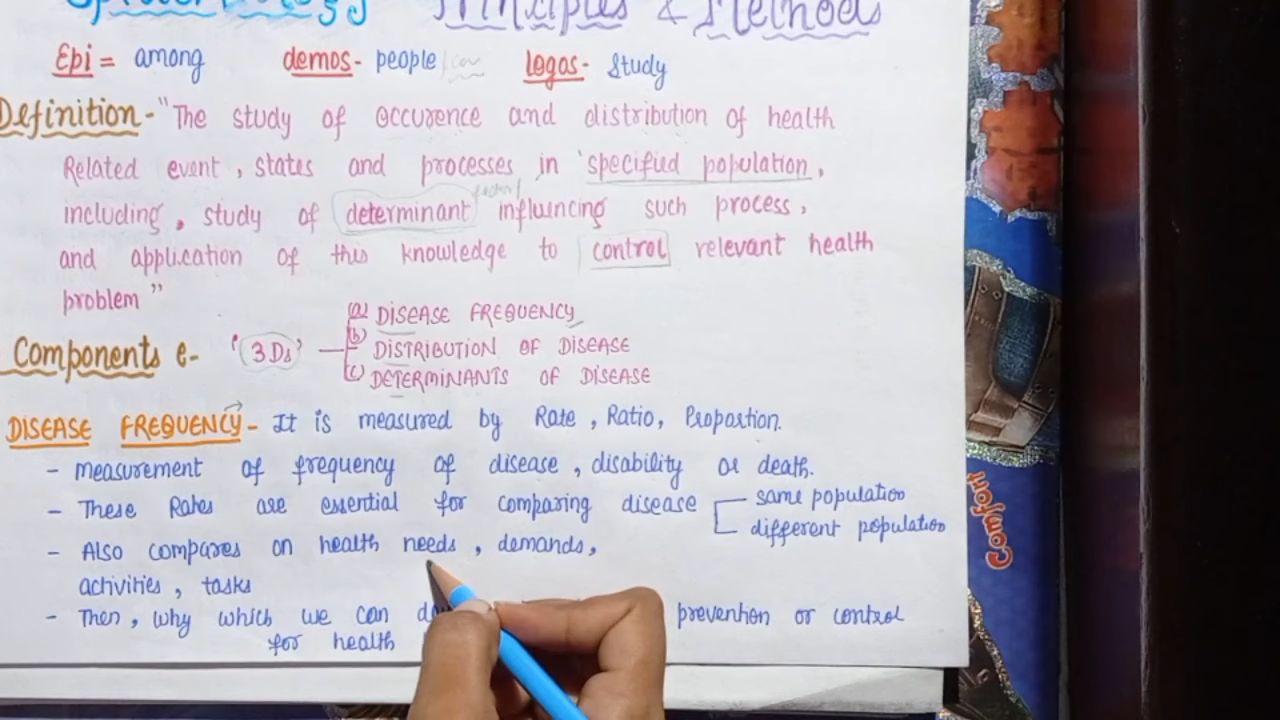 Epidemiology Principles & Methods
Epi = among demos- people logos- Study
Definition- "The study of occurence and distribution of health
Related event, states and processes in 'specified population,
factor
including, study of determinant influencing such process,
and application of this knowledge to control relevant health
problem"
Components e- '3Ds'
(a) DISEASE FREQUENCY
(b) DISTRIBUTION OF DISEASE
(c) DETERMINANTS OF DISEASE
DISEASE FREQUENCY - It is measured by Rate, Ratio, Proportion.
- measurement of frequency of disease, disability or death.
- These Rates are essential for comparing disease
same population
different population
- Also compares on health needs, demands,
activities, tasks
- Then, why which we can prevention or control
for health
Comfort